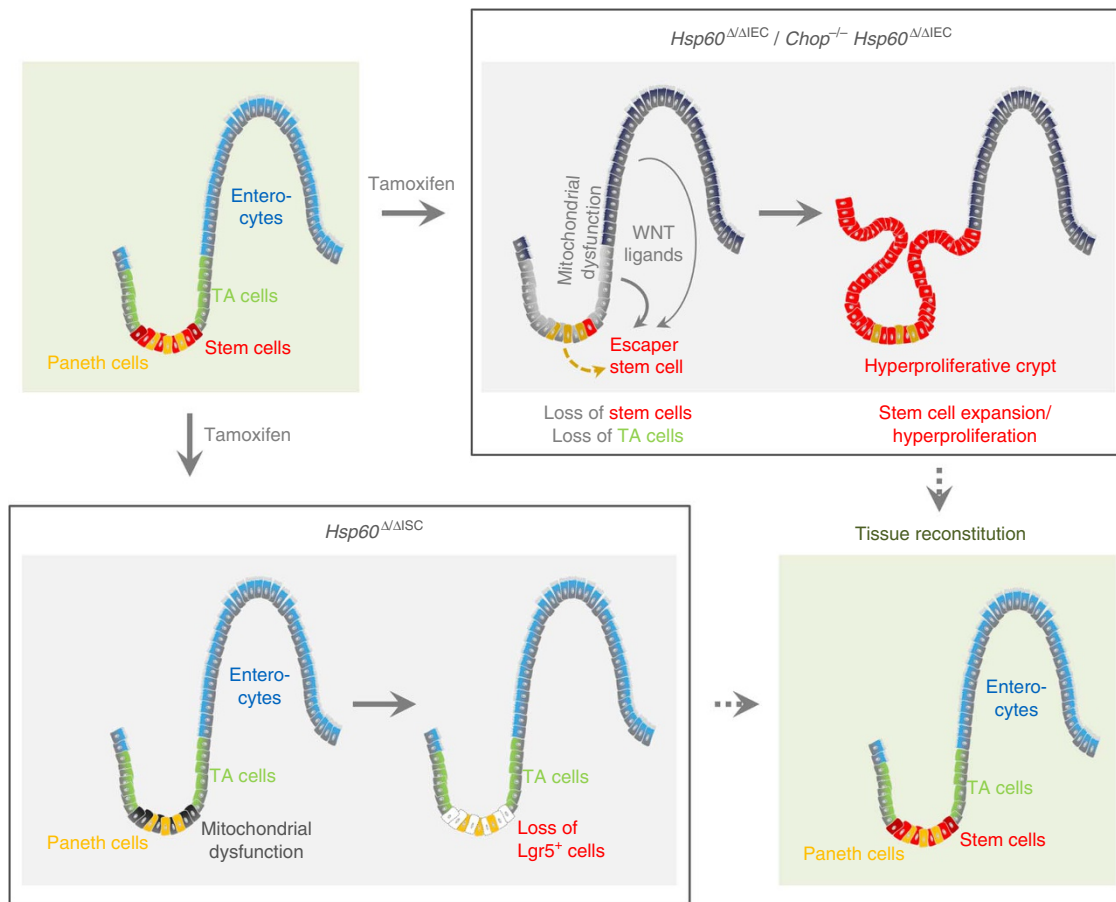 Hsp60Δ/ΔIEC / Chop–/– Hsp60Δ/ΔIEC
Entero-
cytes
TA cells
Stem cells
Paneth cells
Tamoxifen
Mitochondrial
dysfunction
WNT
ligands
Escaper
stem cell
Hyperproliferative crypt
Loss of stem cells
Loss of TA cells
Stem cell expansion/
hyperproliferation
Tamoxifen
Hsp60Δ/ΔISC
Entero-
cytes
TA cells
Paneth cells
Mitochondrial
dysfunction
TA cells
Loss of
Lgr5+ cells
Tissue reconstitution
Entero-
cytes
TA cells
Paneth cells
Stem cells